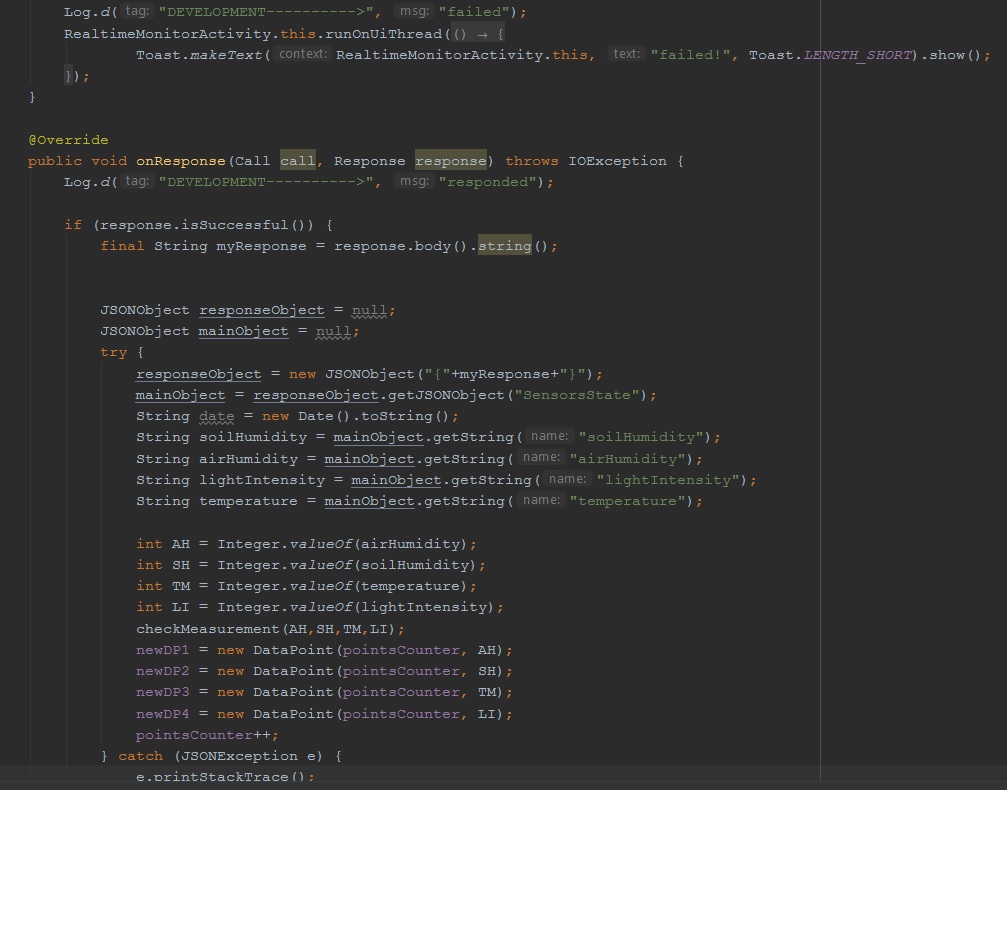 Log.d( tag: "DEVELOPMENT---------->", msg: "failed");
RealtimeMonitorActivity.this.runOnUiThread(() → {
Toast.makeText( context: RealtimeMonitorActivity.this, text: "failed!", Toast.LENGTH_SHORT).show();
});
}
@Override
public void onResponse(Call call, Response response) throws IOException {
Log.d( tag: "DEVELOPMENT---------->", msg: "responded");
if (response.isSuccessful()) {
final String myResponse = response.body().string();
JSONObject responseObject = null;
JSONObject mainObject = null;
try {
responseObject = new JSONObject("{"+myResponse+"}");
mainObject = responseObject.getJSONObject("SensorsState");
String date = new Date().toString();
String soilHumidity = mainObject.getString( name: "soilHumidity");
String airHumidity = mainObject.getString( name: "airHumidity");
String lightIntensity = mainObject.getString( name: "lightIntensity");
String temperature = mainObject.getString( name: "temperature");
int AH = Integer.valueOf(airHumidity);
int SH = Integer.valueOf(soilHumidity);
int TM = Integer.valueOf(temperature);
int LI = Integer.valueOf(lightIntensity);
checkMeasurement(AH,SH,TM,LI);
newDP1 = new DataPoint(pointsCounter, AH);
newDP2 = new DataPoint(pointsCounter, SH);
newDP3 = new DataPoint(pointsCounter, TM);
newDP4 = new DataPoint(pointsCounter, LI);
pointsCounter++;
} catch (JSONException e) {
e.printStackTrace();